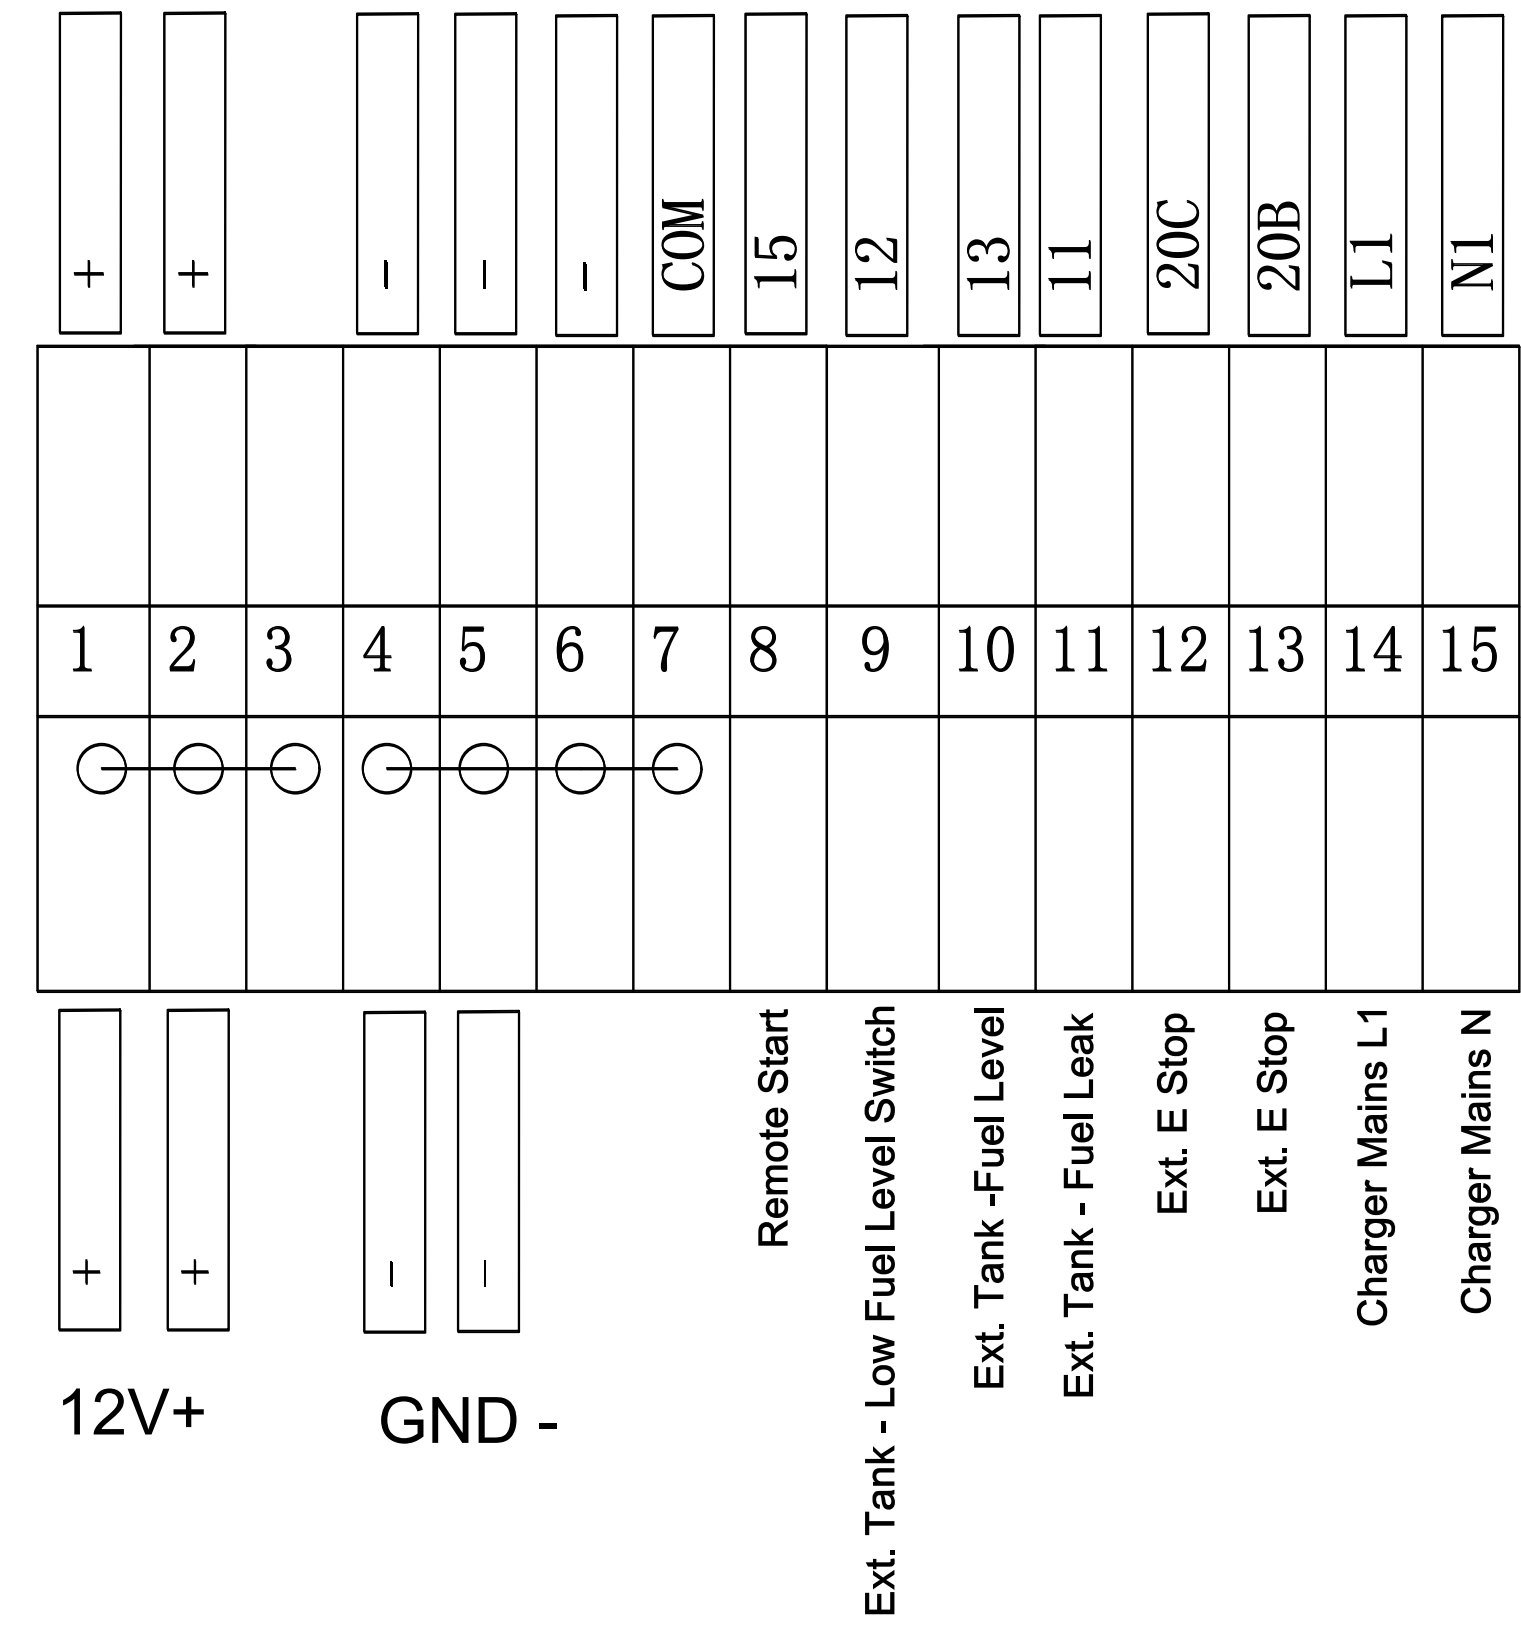 + + - - - COM 15 12 13 11 20C 20B L1 N1
1 2 3 4 5 6 7 8 9 10 11 12 13 14 15
+ + - -
12V+
GND -
Remote Start
Ext. Tank - Low Fuel Level Switch
Ext. Tank -Fuel Level
Ext. Tank - Fuel Leak
Ext. E Stop
Ext. E Stop
Charger Mains L1
Charger Mains N